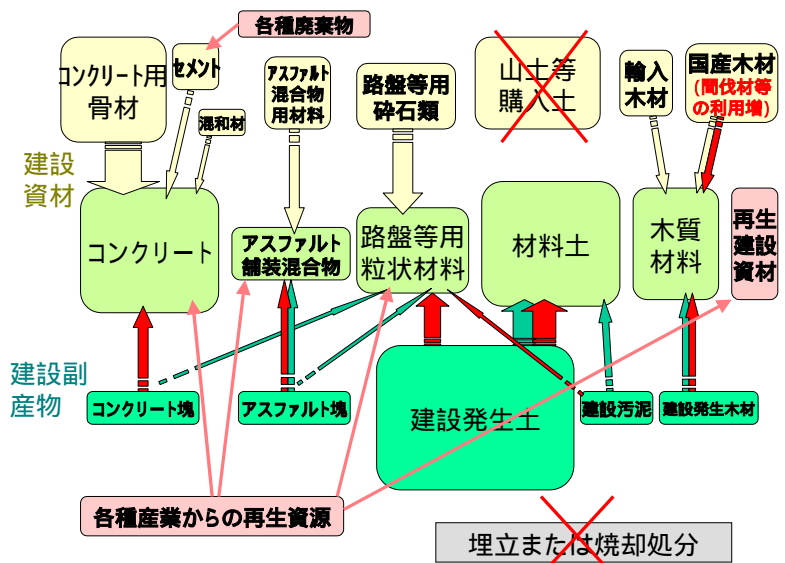 各種廃棄物
コンクリート用
骨材
セメント
混和材
アスファルト
混合物
用材料
路盤等用
砕石類
山土等
購入土
輸入
木材
国産木材
(間伐材等
の利用増)
建設
資材
コンクリート
アスファルト
舗装混合物
路盤等用
粒状材料
材料土
木質
材料
再生
建設
資材
建設副
産物
コンクリート塊
アスファルト塊
建設発生土
建設汚泥
建設発生木材
各種産業からの再生資源
埋立または焼却処分